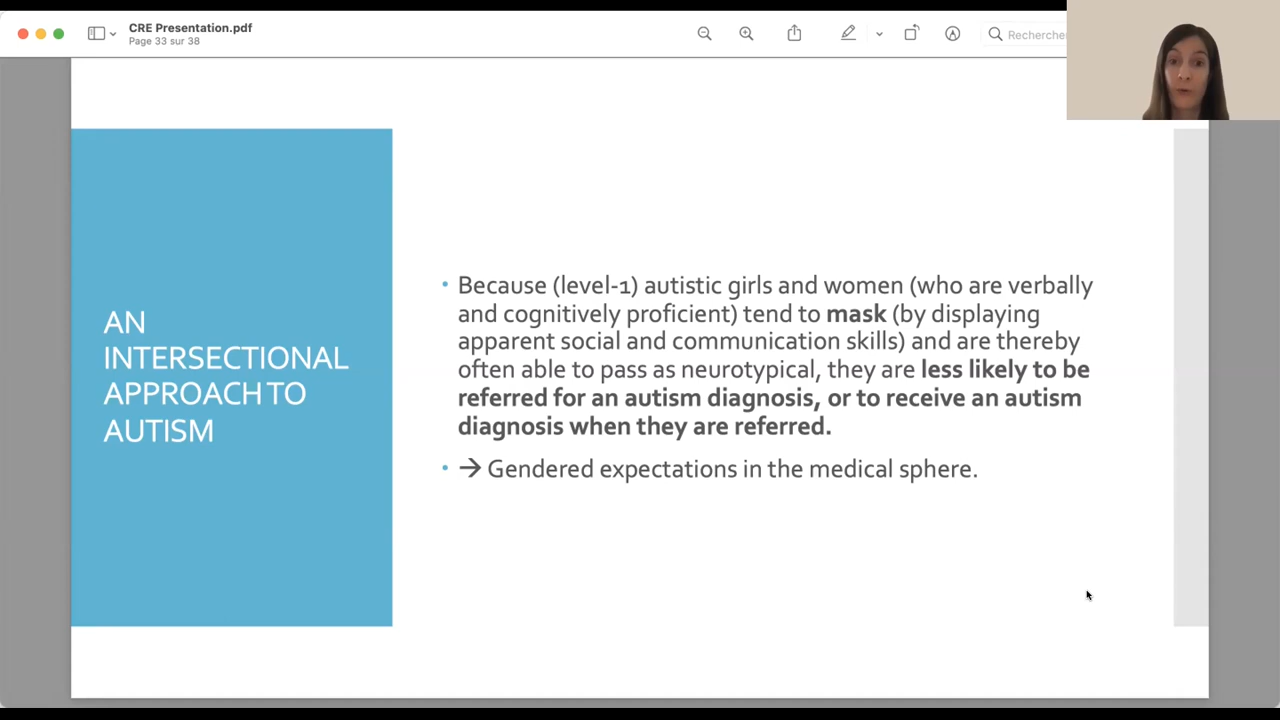 CRE Presentation.pdf
Page 33 sur 38
Recherche
AN
INTERSECTIONAL
APPROACH TO
AUTISM
• Because (level-1) autistic girls and women (who are verbally
and cognitively proficient) tend to mask (by displaying
apparent social and communication skills) and are thereby
often able to pass as neurotypical, they are less likely to be
referred for an autism diagnosis, or to receive an autism
diagnosis when they are referred.
• → Gendered expectations in the medical sphere.